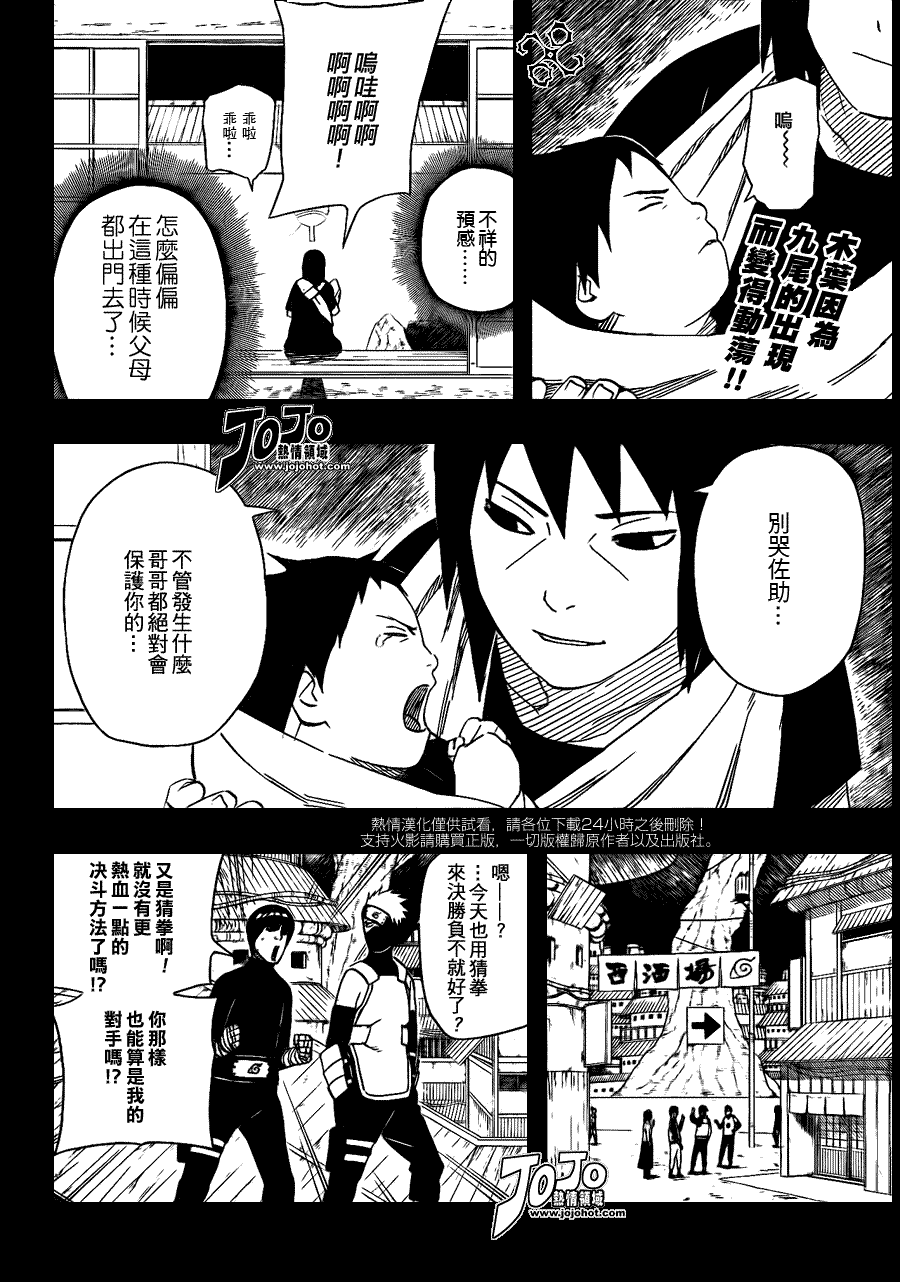 嗚～～
木葉因為
九尾的出現
而變得動蕩!!
不祥的
預感……
嗚哇啊啊
啊啊啊啊!
乖啦
乖啦…
怎麼偏偏
在這種時候父母
都出門去了…
JOJO
熱情領域
www.jojohot.com
別哭佐助…
不管發生什麼
哥哥都絕對會
保護你的…
熱情漢化僅供試看，請各位下載24小時之後刪除！
支持火影請購買正版，一切版權歸原作者以及出版社。
酒場
嗯——?
…今天也用猜拳
來決勝負不就好了?
又是猜拳啊!
就沒有更
熱血一點的
决斗方法了嗎!?
你那樣
也能算是我的
對手嗎!?
JOJO
熱情領域
www.jojohot.com